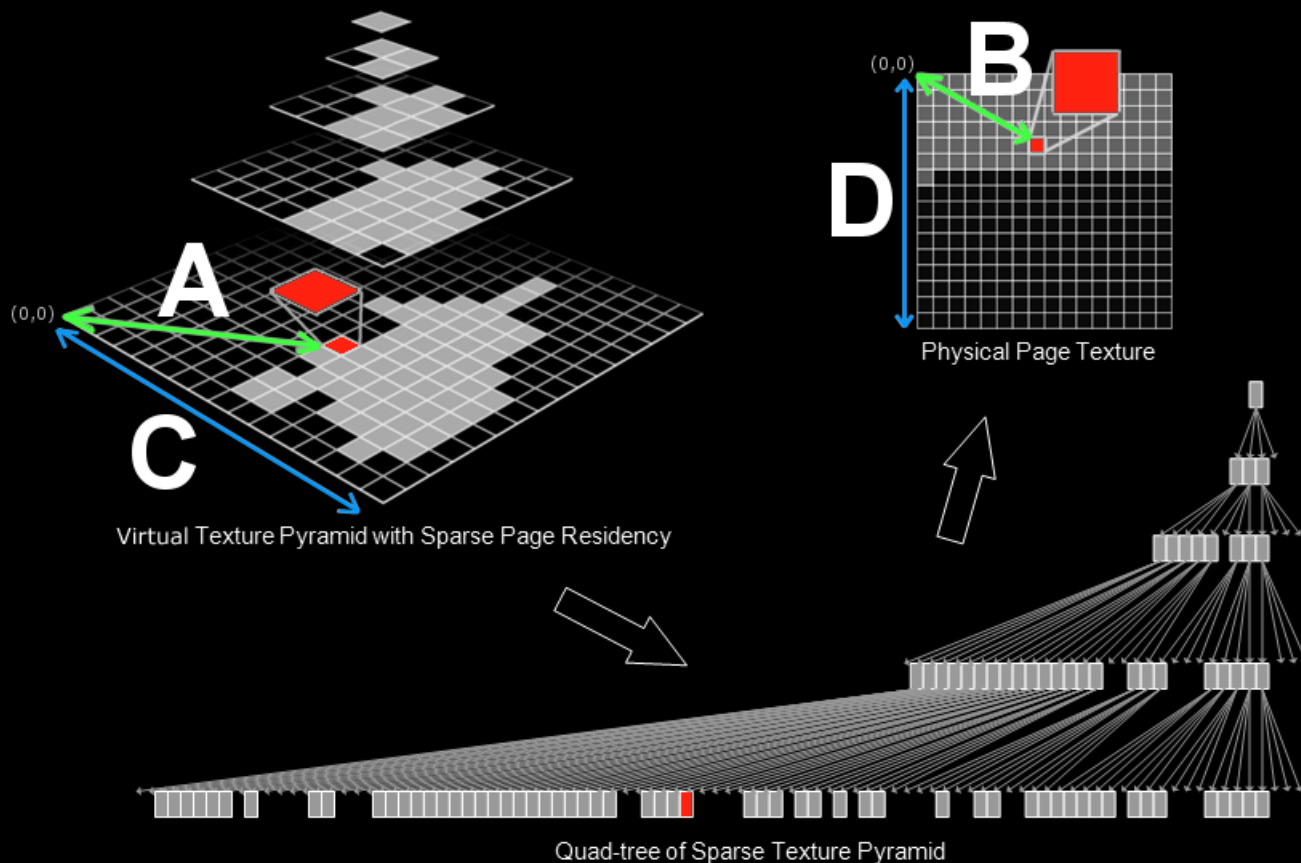 B
(0,0)
D
A
(0,0)
Physical Page Texture
C
Virtual Texture Pyramid with Sparse Page Residency
Quad-tree of Sparse Texture Pyramid